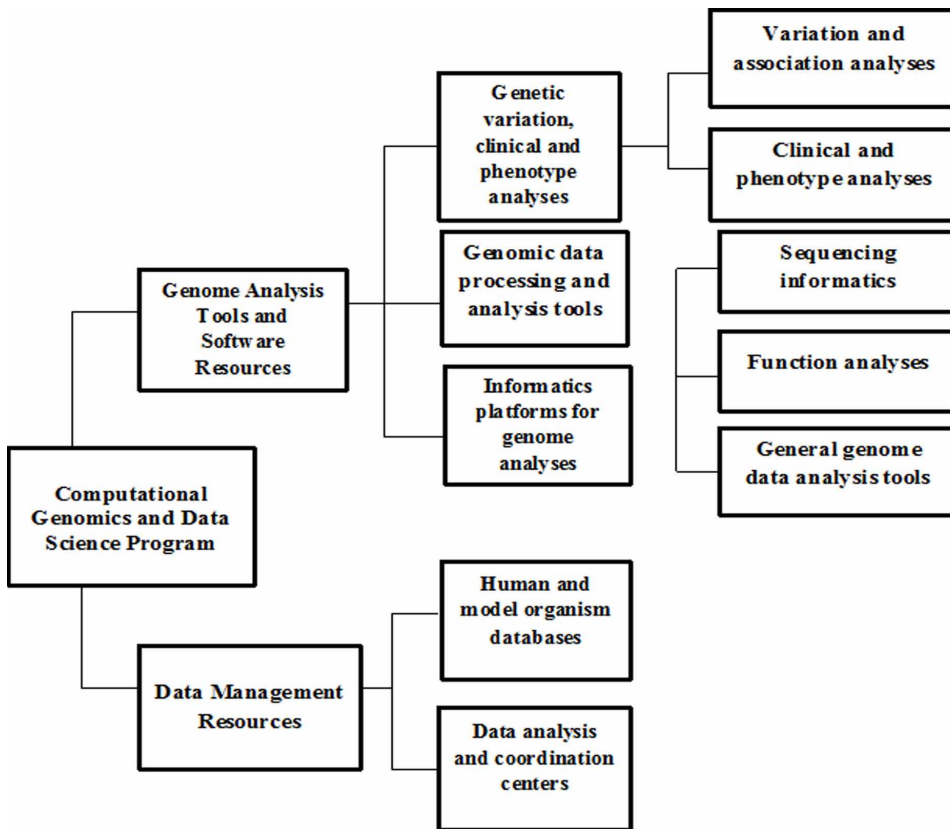 Variation and
association analyses
Genetic
variation,
clinical and
phenotype
analyses
Clinical and
phenotype analyses
Genomic data
processing and
analysis tools
Sequencing
informatics
Genome Analysis
Tools and
Software
Resources
Function analyses
Informatics
platforms for
genome
analyses
General genome
data analysis tools
Computational
Genomics and Data
Science Program
Human and
model organism
databases
Data Management
Resources
Data analysis
and coordination
centers